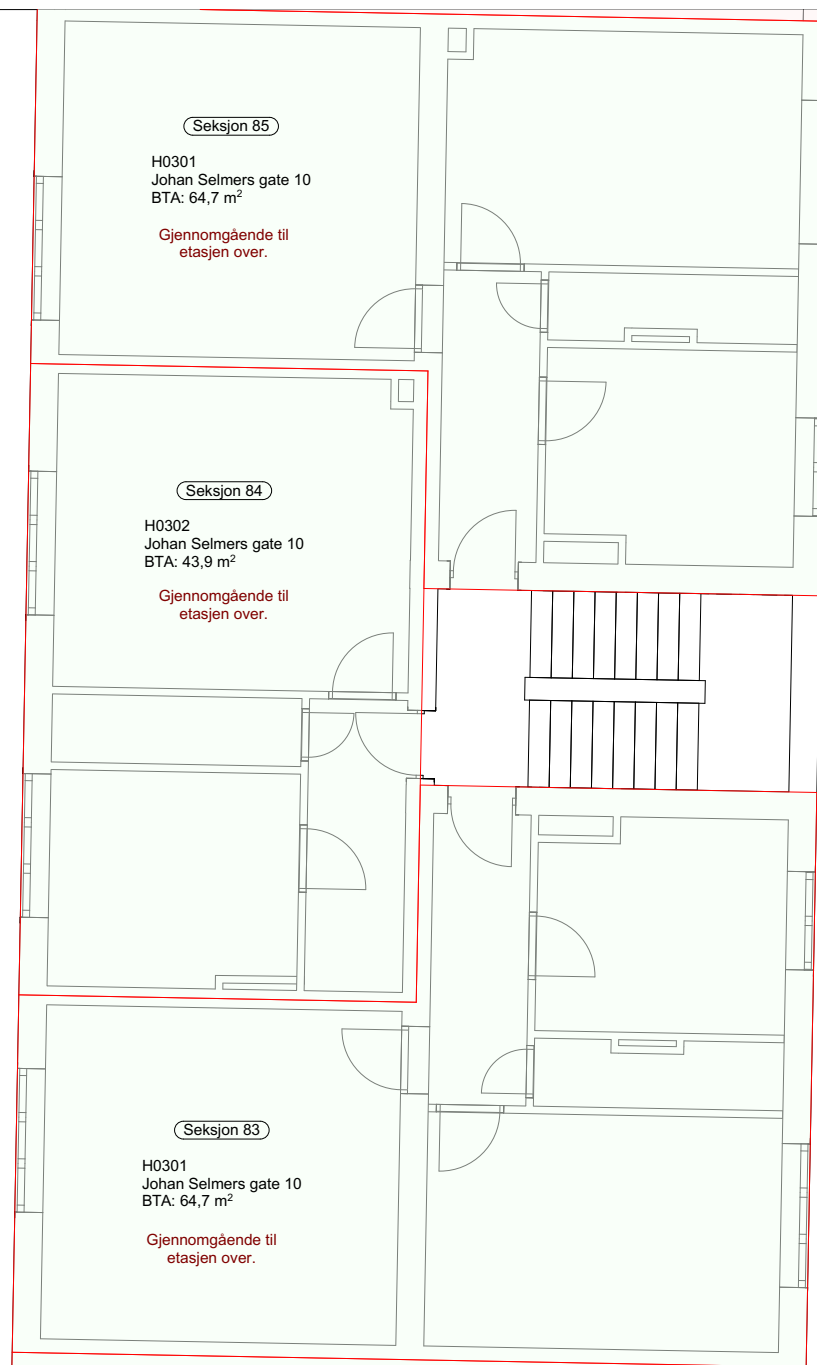 Seksjon 85
H0301
Johan Selmers gate 10
BTA: 64,7 m²
Gjennomgående til
etasjen over.
Seksjon 84
H0302
Johan Selmers gate 10
BTA: 43,9 m²
Gjennomgående til
etasjen over.
Seksjon 83
H0301
Johan Selmers gate 10
BTA: 64,7 m²
Gjennomgående til
etasjen over.